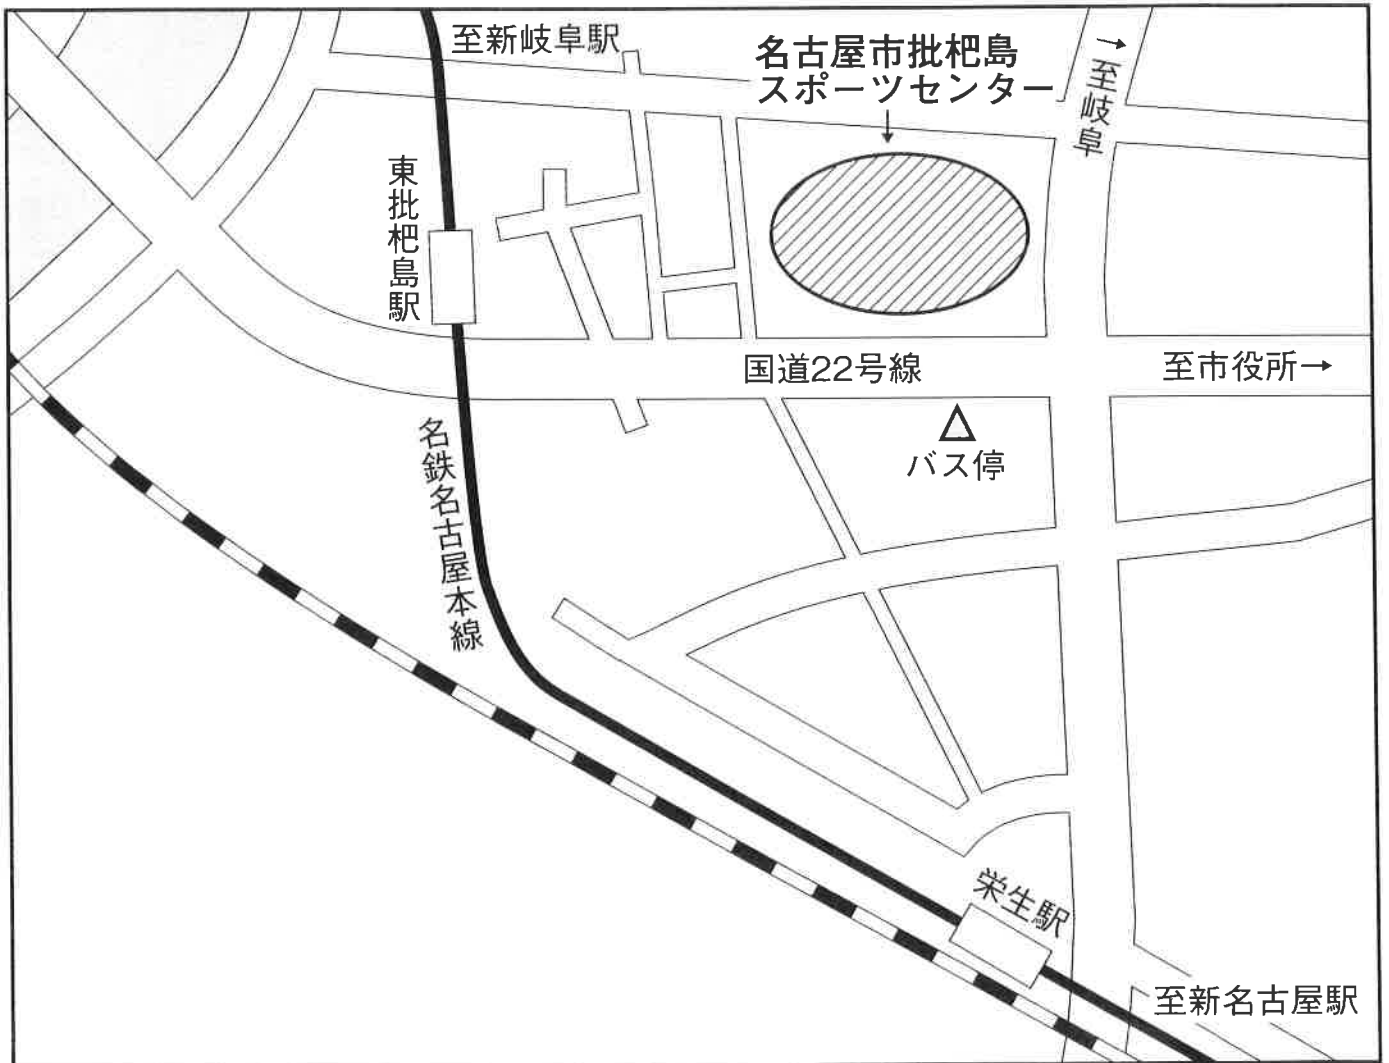 至新岐阜駅
名古屋市批杷島
スポーツセンター
→至岐阜
東批杷島駅
国道22号線
至市役所→
バス停
名鉄名古屋本線
栄生駅
至新名古屋駅